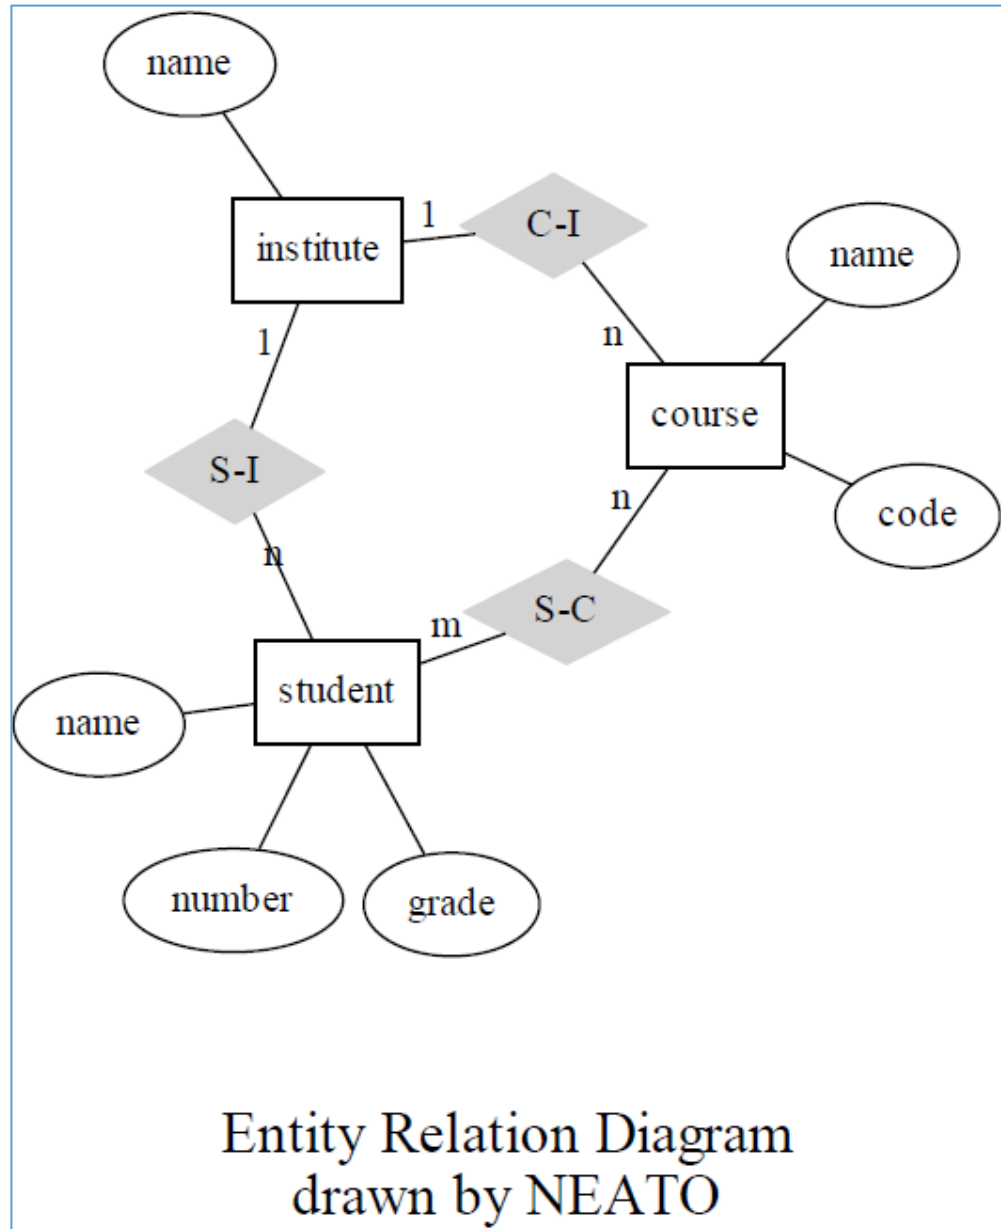 name
1
C-I
institute
name
1
n
course
S-I
n
code
n
m
S-C
student
name
number
grade
Entity Relation Diagram
drawn by NEATO